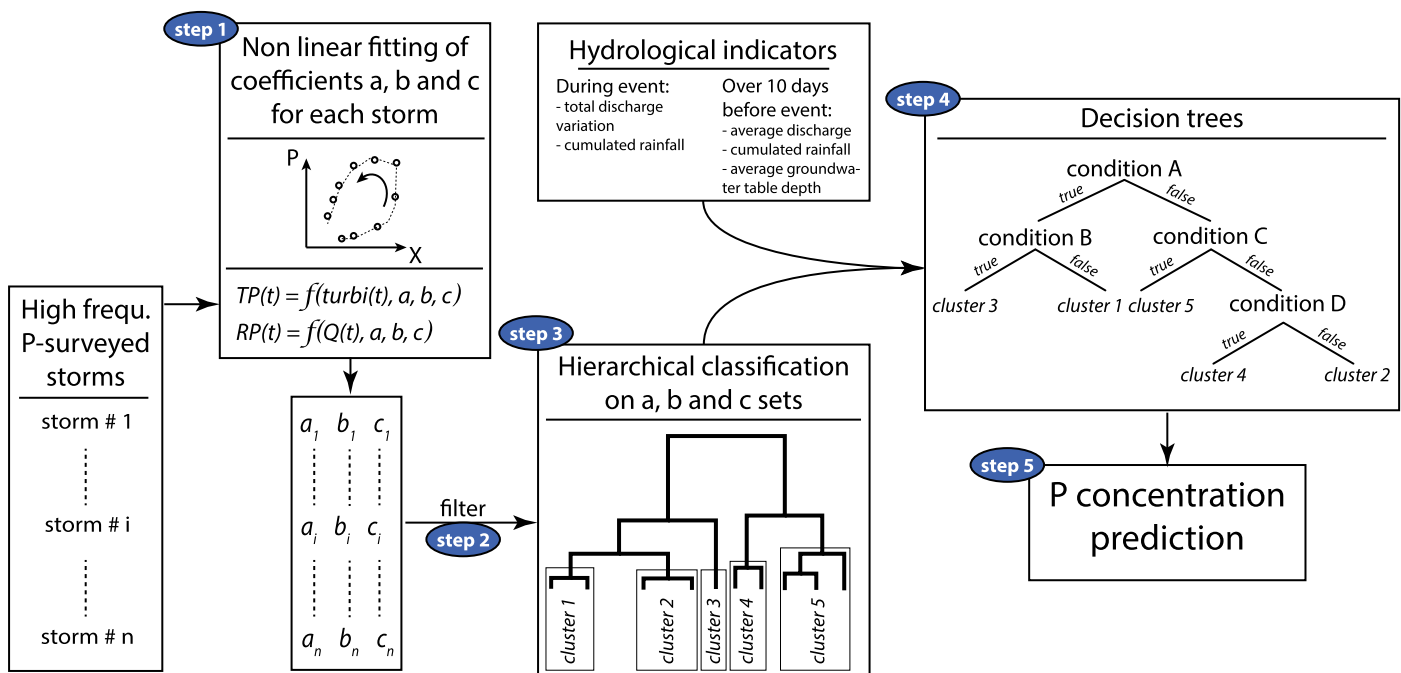 step 1
Non linear fitting of
coefficients a, b and c
for each storm
P
X
TP(t) = f(turbi(t), a, b, c)
RP(t) = f(Q(t), a, b, c)
High frequ.
P-surveyed
storms
storm # 1
storm # i
storm # n
a1 b1 c1
ai bi ci
an bn cn
filter
step 2
Hydrological indicators
During event:
- total discharge
variation
- cumulated rainfall
Over 10 days
before event:
- average discharge
- cumulated rainfall
- average groundwa-
ter table depth
step 3
Hierarchical classification
on a, b and c sets
cluster 1
cluster 2
cluster 3
cluster 4
cluster 5
step 4
Decision trees
condition A
true false
condition B condition C
true false true false
cluster 3 cluster 1 cluster 5 condition D
true false
cluster 4 cluster 2
step 5
P concentration
prediction